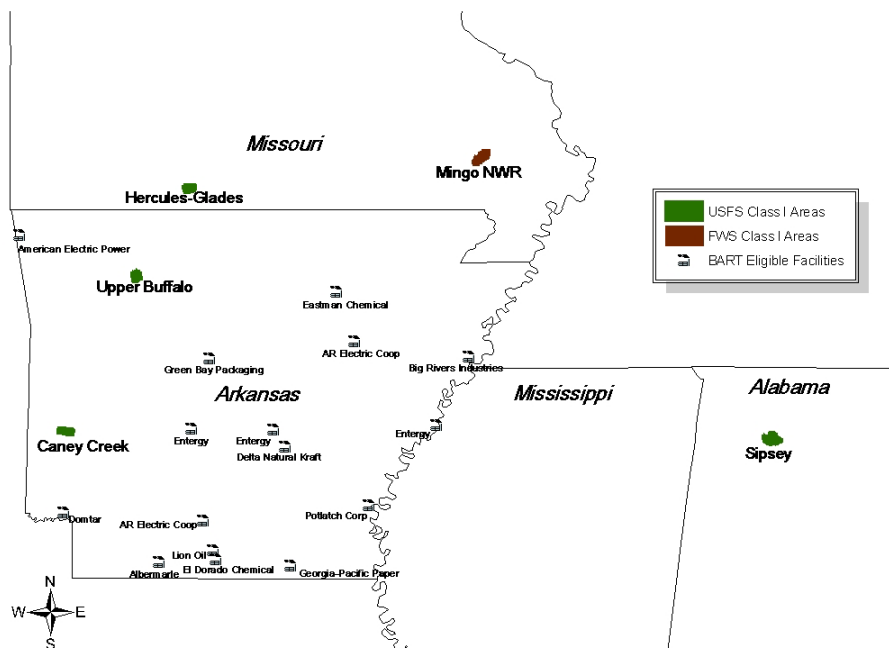 Missouri
Mingo NWR
Hercules-Glades
USFS Class I Areas
FWS Class I Areas
BART Eligible Facilities
American Electric Power
Upper Buffalo
Eastman Chemical
AR Electric Coop
Big Rivers Industries
Green Bay Packaging
Arkansas
Mississippi
Alabama
Caney Creek
Entergy
Entergy
Entergy
Delta Natural Kraft
Sipsey
Potlatch Corp
Domtar
AR Electric Coop
Lion Oil
Albermarle
El Dorado Chemical
Georgia-Pacific Paper
N
W
E
S